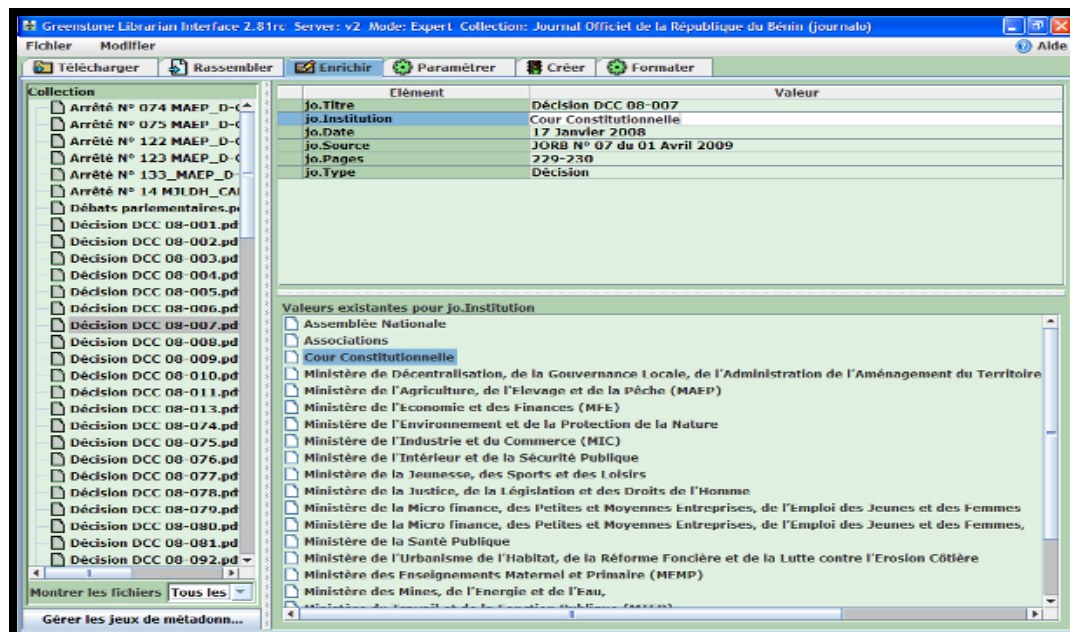 Greenstone Librarian Interface 2.81rc Server: v2 Mode: Expert Collection: Journal Officiel de la République du Bénin (journalo)
Fichier Modifier Aide
Télécharger Rassembler Enrichir Paramétrer Créer Formater
Collection
Arrêté N° 074 MAEP_D-C
Arrêté N° 075 MAEP_D-C
Arrêté N° 122 MAEP_D-C
Arrêté N° 123 MAEP_D-C
Arrêté N° 133_MAEP_D-
Arrêté N° 14 MJLDH_CAI
Débats parlementaires.p
Décision DCC 08-001.pd
Décision DCC 08-002.pd
Décision DCC 08-003.pd
Décision DCC 08-004.pd
Décision DCC 08-005.pd
Décision DCC 08-006.pd
Décision DCC 08-007.pd
Décision DCC 08-008.pd
Décision DCC 08-009.pd
Décision DCC 08-010.pd
Décision DCC 08-011.pd
Décision DCC 08-013.pd
Décision DCC 08-074.pd
Décision DCC 08-075.pd
Décision DCC 08-076.pd
Décision DCC 08-077.pd
Décision DCC 08-078.pd
Décision DCC 08-079.pd
Décision DCC 08-080.pd
Décision DCC 08-081.pd
Décision DCC 08-092.pd
Montrer les fichiers Tous les
Gérer les jeux de métadonn...
Elément Valeur
jo.Titre Décision DCC 08-007
jo.Institution Cour Constitutionnelle
jo.Date 17 Janvier 2008
jo.Source JORB N° 07 du 01 Avril 2009
jo.Pages 229-230
jo.Type Décision
Valeurs existantes pour jo.Institution
Assemblée Nationale
Associations
Cour Constitutionnelle
Ministère de Décentralisation, de la Gouvernance Locale, de l'Administration de l'Aménagement du Territoire
Ministère de l'Agriculture, de l'Elevage et de la Pêche (MAEP)
Ministère de l'Economie et des Finances (MFE)
Ministère de l'Environnement et de la Protection de la Nature
Ministère de l'Industrie et du Commerce (MIC)
Ministère de l'Intérieur et de la Sécurité Publique
Ministère de la Jeunesse, des Sports et des Loisirs
Ministère de la Justice, de la Législation et des Droits de l'Homme
Ministère de la Micro finance, des Petites et Moyennes Entreprises, de l'Emploi des Jeunes et des Femmes
Ministère de la Micro finance, des Petites et Moyennes Entreprises, de l'Emploi des Jeunes et des Femmes,
Ministère de la Santé Publique
Ministère de l'Urbanisme de l'Habitat, de la Réforme Foncière et de la Lutte contre l'Erosion Côtière
Ministère des Enseignements Maternel et Primaire (MEMP)
Ministère des Mines, de l'Energie et de l'Eau,